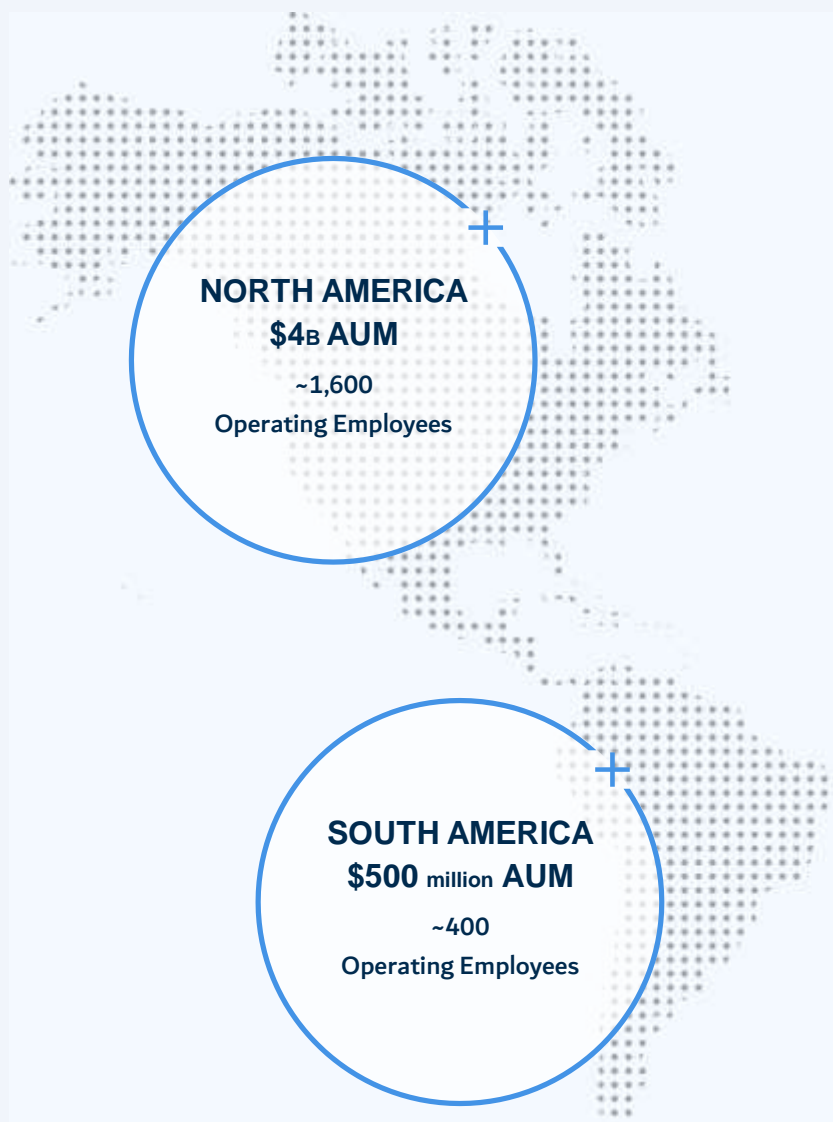 NORTH AMERICA
$4B AUM
~1,600
Operating Employees
SOUTH AMERICA
$500 million AUM
~400
Operating Employees